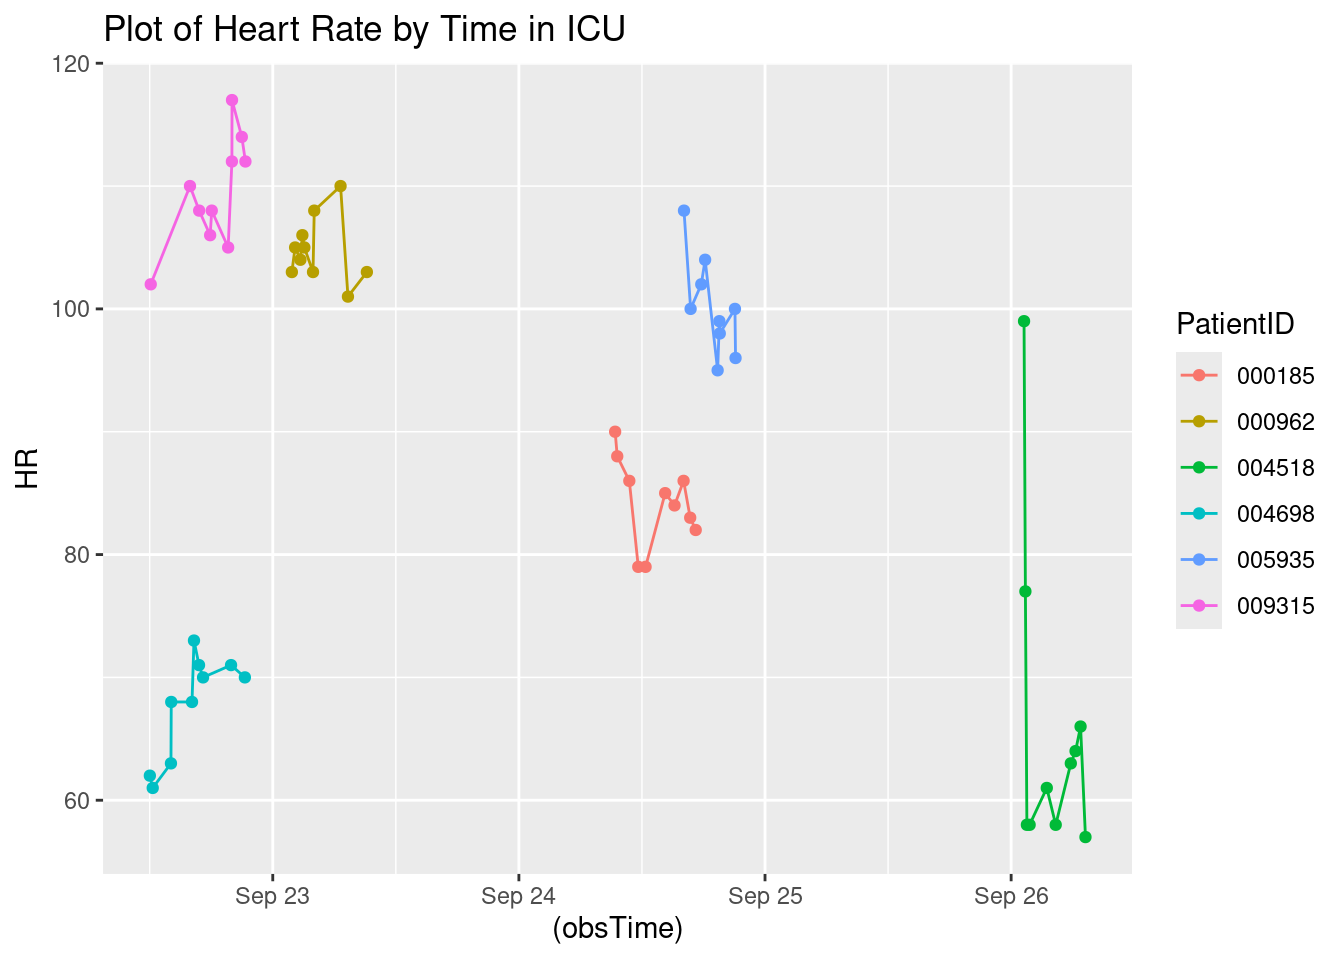 Plot of Heart Rate by Time in ICU
120
100
80
60
HR
Sep 23
Sep 24
Sep 25
Sep 26
(obsTime)
PatientID
000185
000962
004518
004698
005935
009315